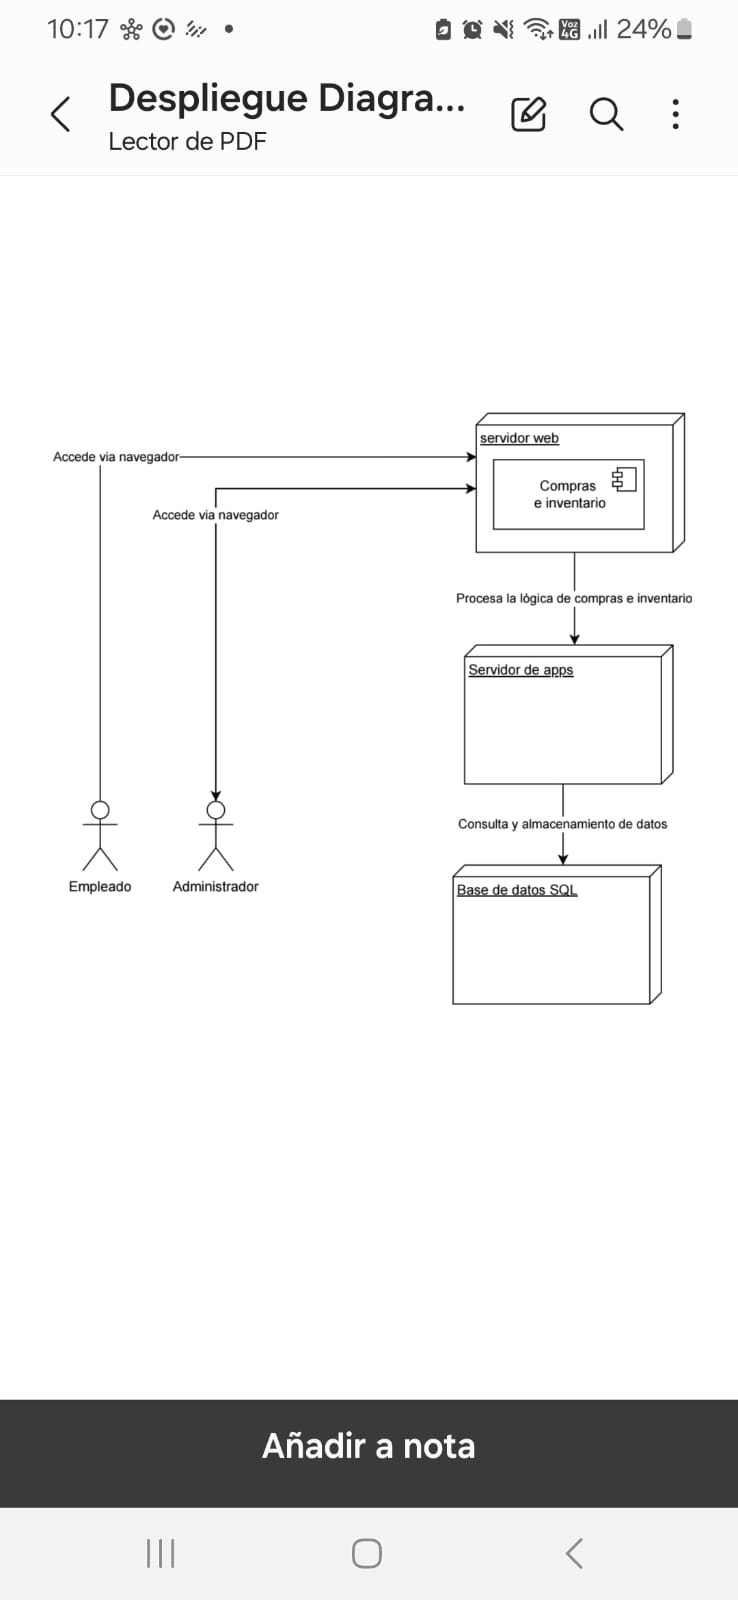 10:17
Voz 4G
24%
Despliegue Diagra...
Lector de PDF
servidor web
Accede via navegador
Compras
e inventario
Accede via navegador
Procesa la lógica de compras e inventario
Servidor de apps
Consulta y almacenamiento de datos
Empleado
Administrador
Base de datos SQL
Añadir a nota